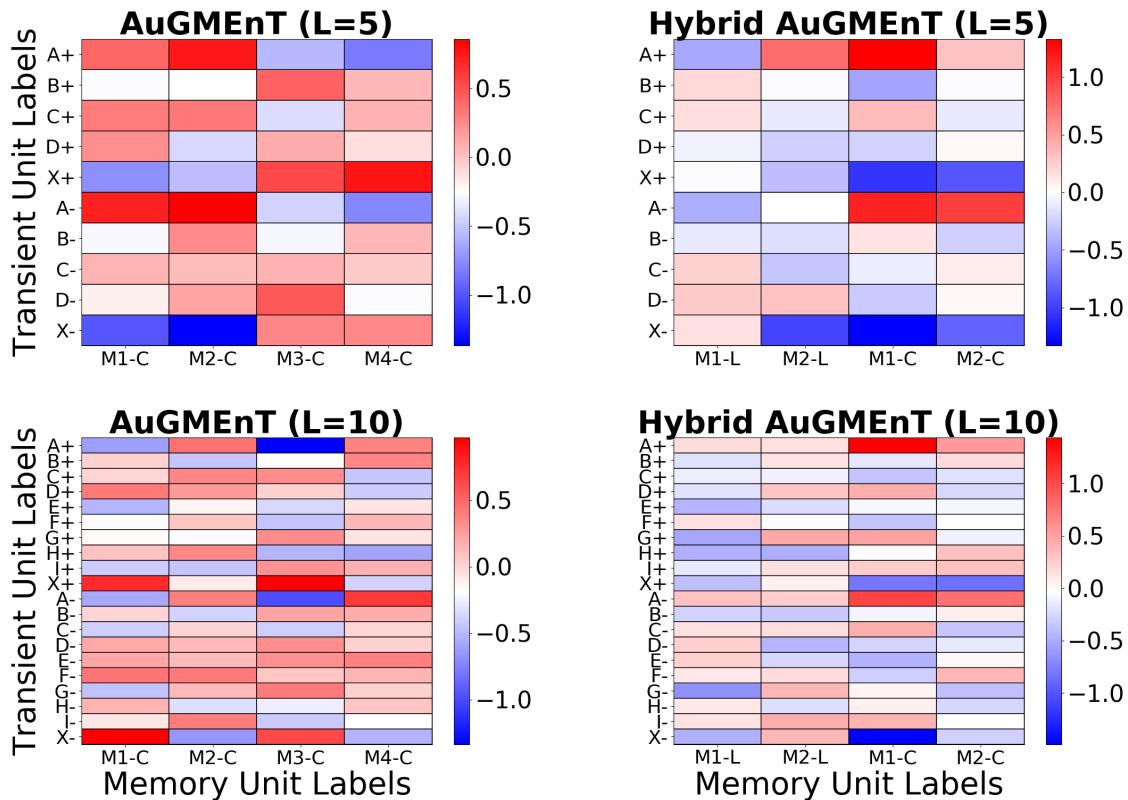 AuGMEnT (L=5)
Transient Unit Labels
A+
B+
C+
D+
X+
A-
B-
C-
D-
X-
M1-C M2-C M3-C M4-C
0.5
0.0
−0.5
−1.0
Hybrid AuGMEnT (L=5)
A+
B+
C+
D+
X+
A-
B-
C-
D-
X-
M1-L M2-L M1-C M2-C
1.0
0.5
0.0
−0.5
−1.0
AuGMEnT (L=10)
Transient Unit Labels
A+
B+
C+
D+
E+
F+
G+
H+
I+
X+
A-
B-
C-
D-
E-
F-
G-
H-
I-
X-
M1-C M2-C M3-C M4-C
Memory Unit Labels
0.5
0.0
−0.5
−1.0
Hybrid AuGMEnT (L=10)
A+
B+
C+
D+
E+
F+
G+
H+
I+
X+
A-
B-
C-
D-
E-
F-
G-
H-
I-
X-
M1-L M2-L M1-C M2-C
Memory Unit Labels
1.0
0.5
0.0
−0.5
−1.0